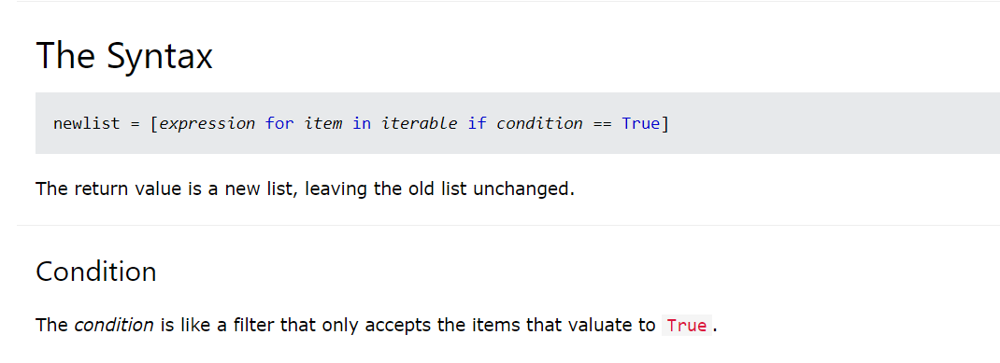 The Syntax
newlist = [expression for item in iterable if condition == True]
The return value is a new list, leaving the old list unchanged.
Condition
The condition is like a filter that only accepts the items that valuate to True.